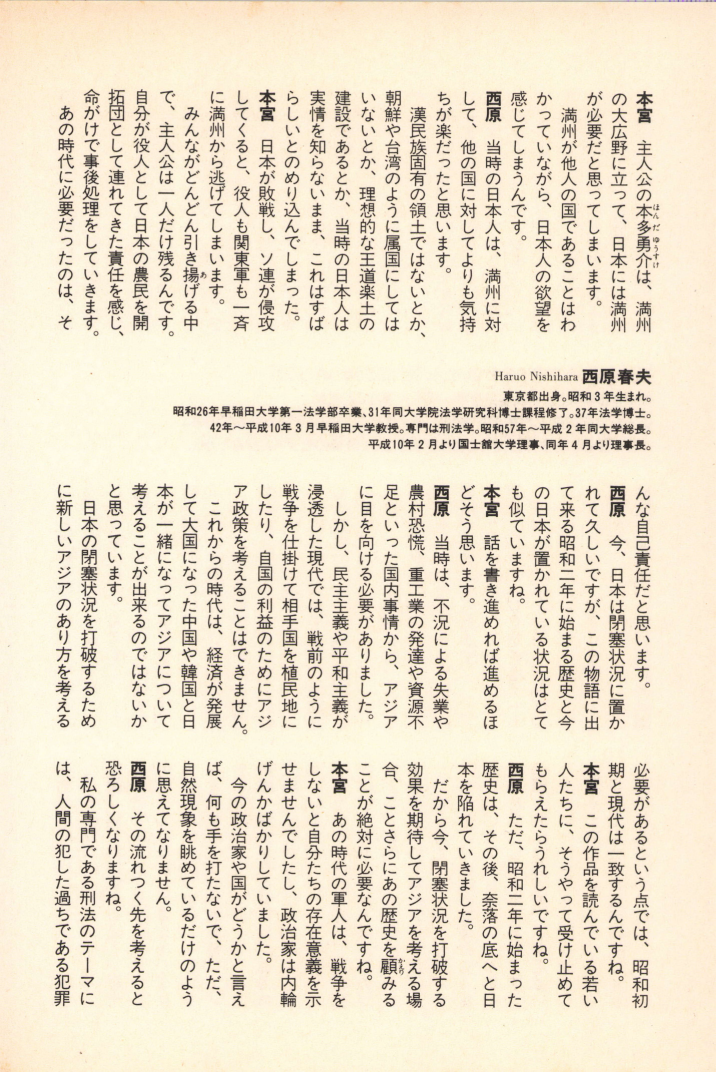 本宮　主人公の本多勇介は、満州
の大広野に立って、日本には満州
が必要だと思ってしまいます。
　満州が他人の国であることはわ
かっていながら、日本人の欲望を
感じてしまうんです。
西原　当時の日本人は、満州に対
して、他の国に対してよりも気持
ちが楽だったと思います。
　漢民族固有の領土ではないとか、
朝鮮や台湾のように属国にしては
いないとか、理想的な王道楽土の
建設であるとか、当時の日本人は
実情を知らないまま、これはすば
らしいとのめり込んでしまった。
本宮　日本が敗戦し、ソ連が侵攻
してくると、役人も関東軍も一斉
に満州から逃げてしまいます。
　みんながどんどん引き揚げる中
で、主人公は一人だけ残るんです。
自分が役人として日本の農民を開
拓団として連れてきた責任を感じ、
命がけで事後処理をしていきます。
　あの時代に必要だったのは、そ
Haruo Nishihara 西原春夫
東京都出身。昭和3年生まれ。
昭和26年早稲田大学第一法学部卒業、31年同大学院法学研究科博士課程修了。37年法学博士。
42年〜平成10年3月早稲田大学教授。専門は刑法学。昭和57年〜平成2年同大学総長。
平成10年2月より国士舘大学理事、同年4月より理事長。
んな自己責任だと思います。
西原　今、日本は閉塞状況に置か
れて久しいですが、この物語に出
て来る昭和二年に始まる歴史と今
の日本が置かれている状況はとて
も似ていますね。
本宮　話を書き進めれば進めるほ
どそう思います。
西原　当時は、不況による失業や
農村恐慌、重工業の発達や資源不
足といった国内事情から、アジア
に目を向ける必要がありました。
　しかし、民主主義や平和主義が
浸透した現代では、戦前のように
戦争を仕掛けて相手国を植民地に
したり、自国の利益のためにアジ
ア政策を考えることはできません。
　これからの時代は、経済が発展
して大国になった中国や韓国と日
本が一緒になってアジアについて
考えることが出来るのではないか
と思っています。
　日本の閉塞状況を打破するため
に新しいアジアのあり方を考える
必要があるという点では、昭和初
期と現代は一致するんですね。
本宮　この作品を読んでいる若い
人たちに、そうやって受け止めて
もらえたらうれしいですね。
西原　ただ、昭和二年に始まった
歴史は、その後、奈落の底へと日
本を陥れていきました。
　だから今、閉塞状況を打破する
効果を期待してアジアを考える場
合、ことさらにあの歴史を顧みる
ことが絶対に必要なんですね。
本宮　あの時代の軍人は、戦争を
しないと自分たちの存在意義を示
せませんでしたし、政治家は内輪
げんかばかりしていました。
　今の政治家や国がどうかと言え
ば、何も手を打たないで、ただ、
自然現象を眺めているだけのよう
に思えてなりません。
西原　その流れつく先を考えると
恐ろしくなりますね。
　私の専門である刑法のテーマに
は、人間の犯した過ちである犯罪